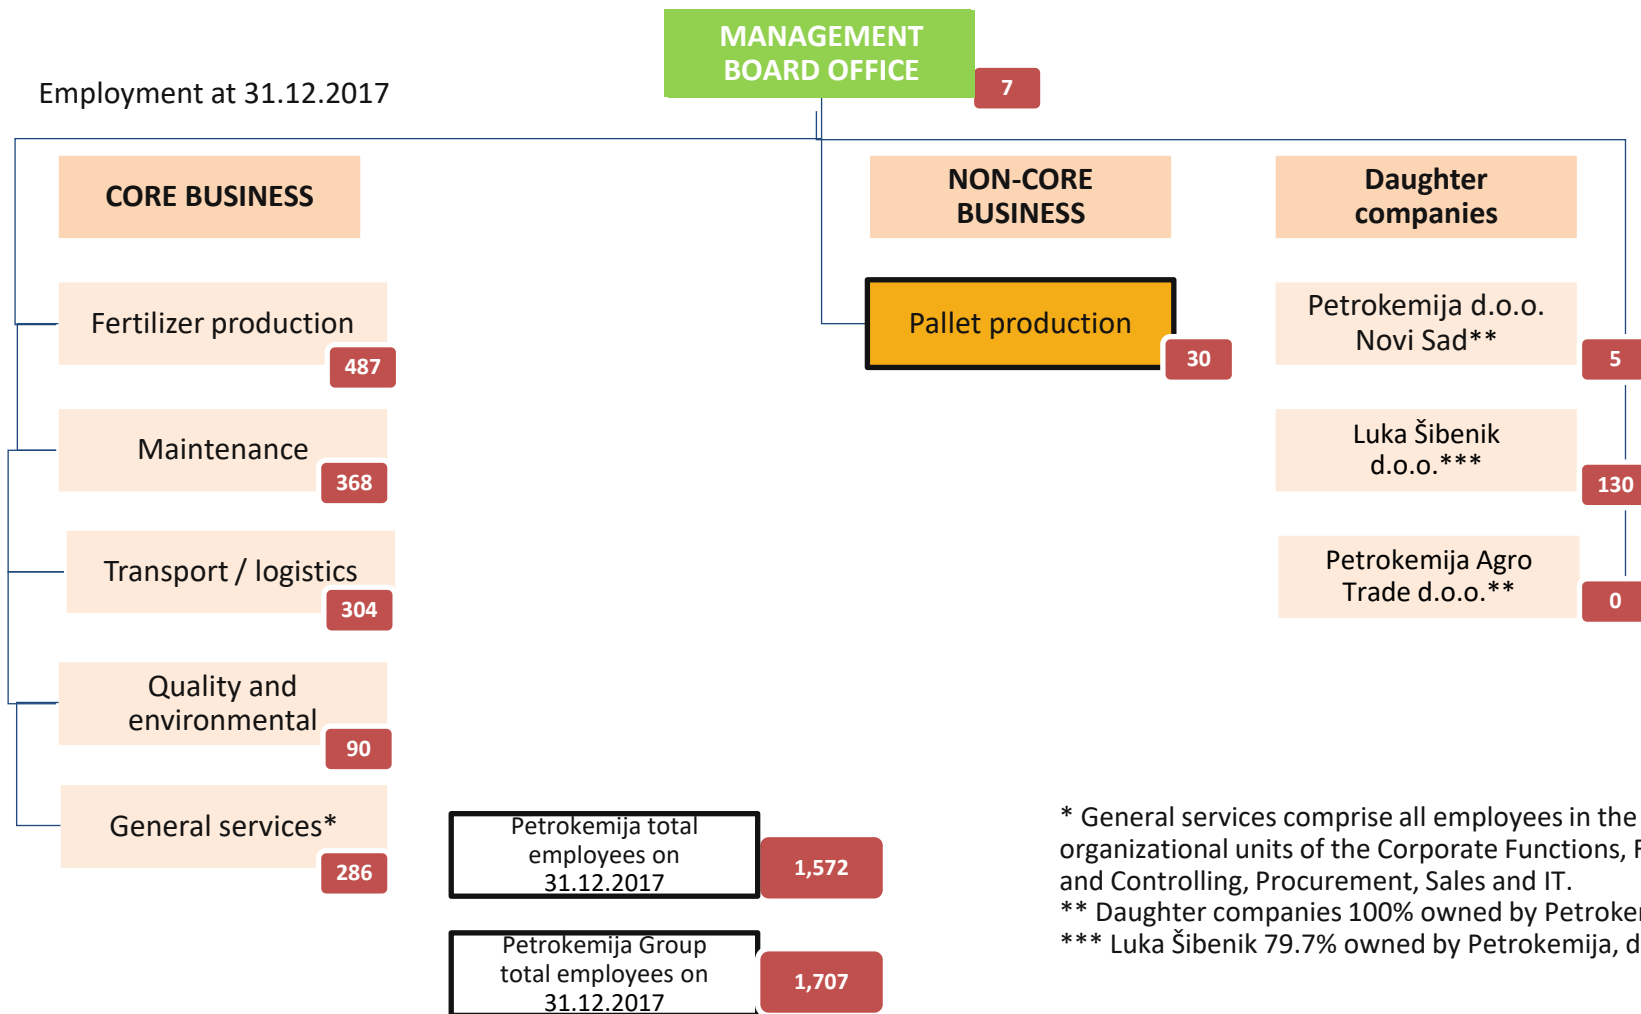 MANAGEMENT
BOARD OFFICE
7
Employment at 31.12.2017
CORE BUSINESS
NON-CORE
BUSINESS
Daughter
companies
Fertilizer production
487
Pallet production
30
Petrokemija d.o.o.
Novi Sad**
5
Maintenance
368
Luka Šibenik
d.o.o.***
130
Transport / logistics
304
Petrokemija Agro
Trade d.o.o.**
0
Quality and
environmental
90
General services*
286
Petrokemija total
employees on
31.12.2017
1,572
Petrokemija Group
total employees on
31.12.2017
1,707
* General services comprise all employees in the
organizational units of the Corporate Functions,
and Controlling, Procurement, Sales and IT.
** Daughter companies 100% owned by
*** Luka Šibenik 79.7% owned by Petrokemija,